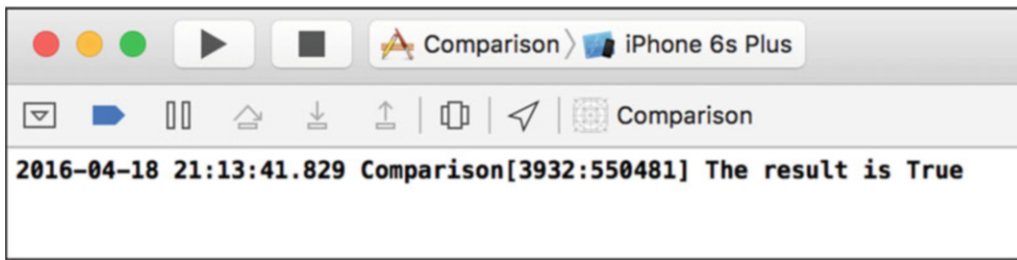 Comparison iPhone 6s Plus
Comparison
2016-04-18 21:13:41.829 Comparison[3932:550481] The result is True